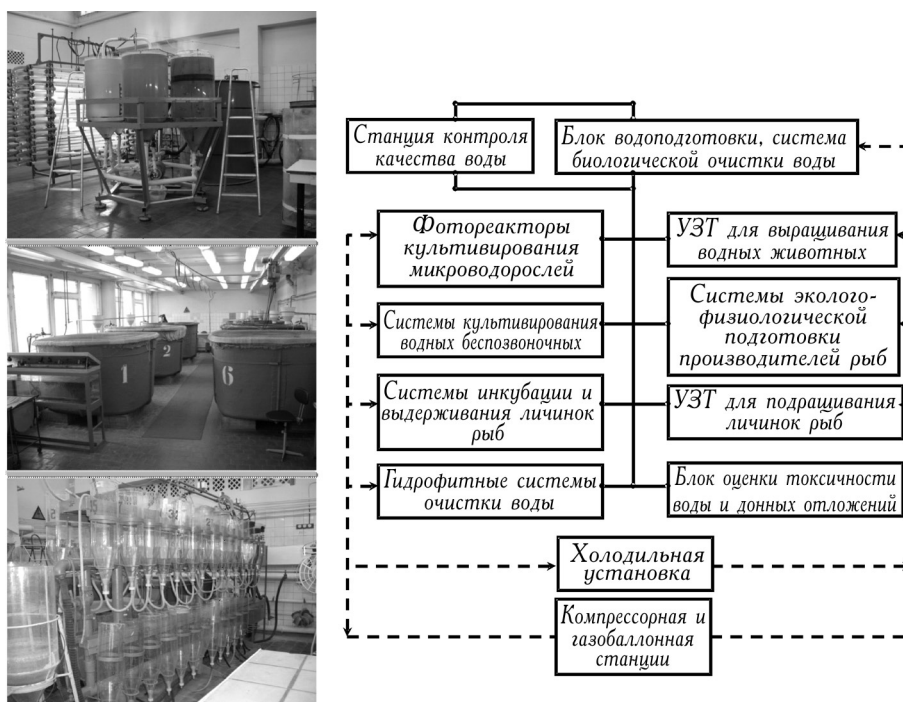 Станция контроля
качества воды
Блок водоподготовки, система
биологической очистки воды
Фотореакторы
культивирования
микроводорослей
УЗТ для выращивания
водных животных
Системы культивирования
водных беспозвоночных
Системы эколого-
физиологической
подготовки
производителей рыб
Системы инкубации и
выдерживания личинок
рыб
УЗТ для подращивания
личинок рыб
Гидрофитные системы
очистки воды
Блок оценки токсичности
воды и донных отложений
Холодильная
установка
Компрессорная и
газобаллонная
станции
1
2
6